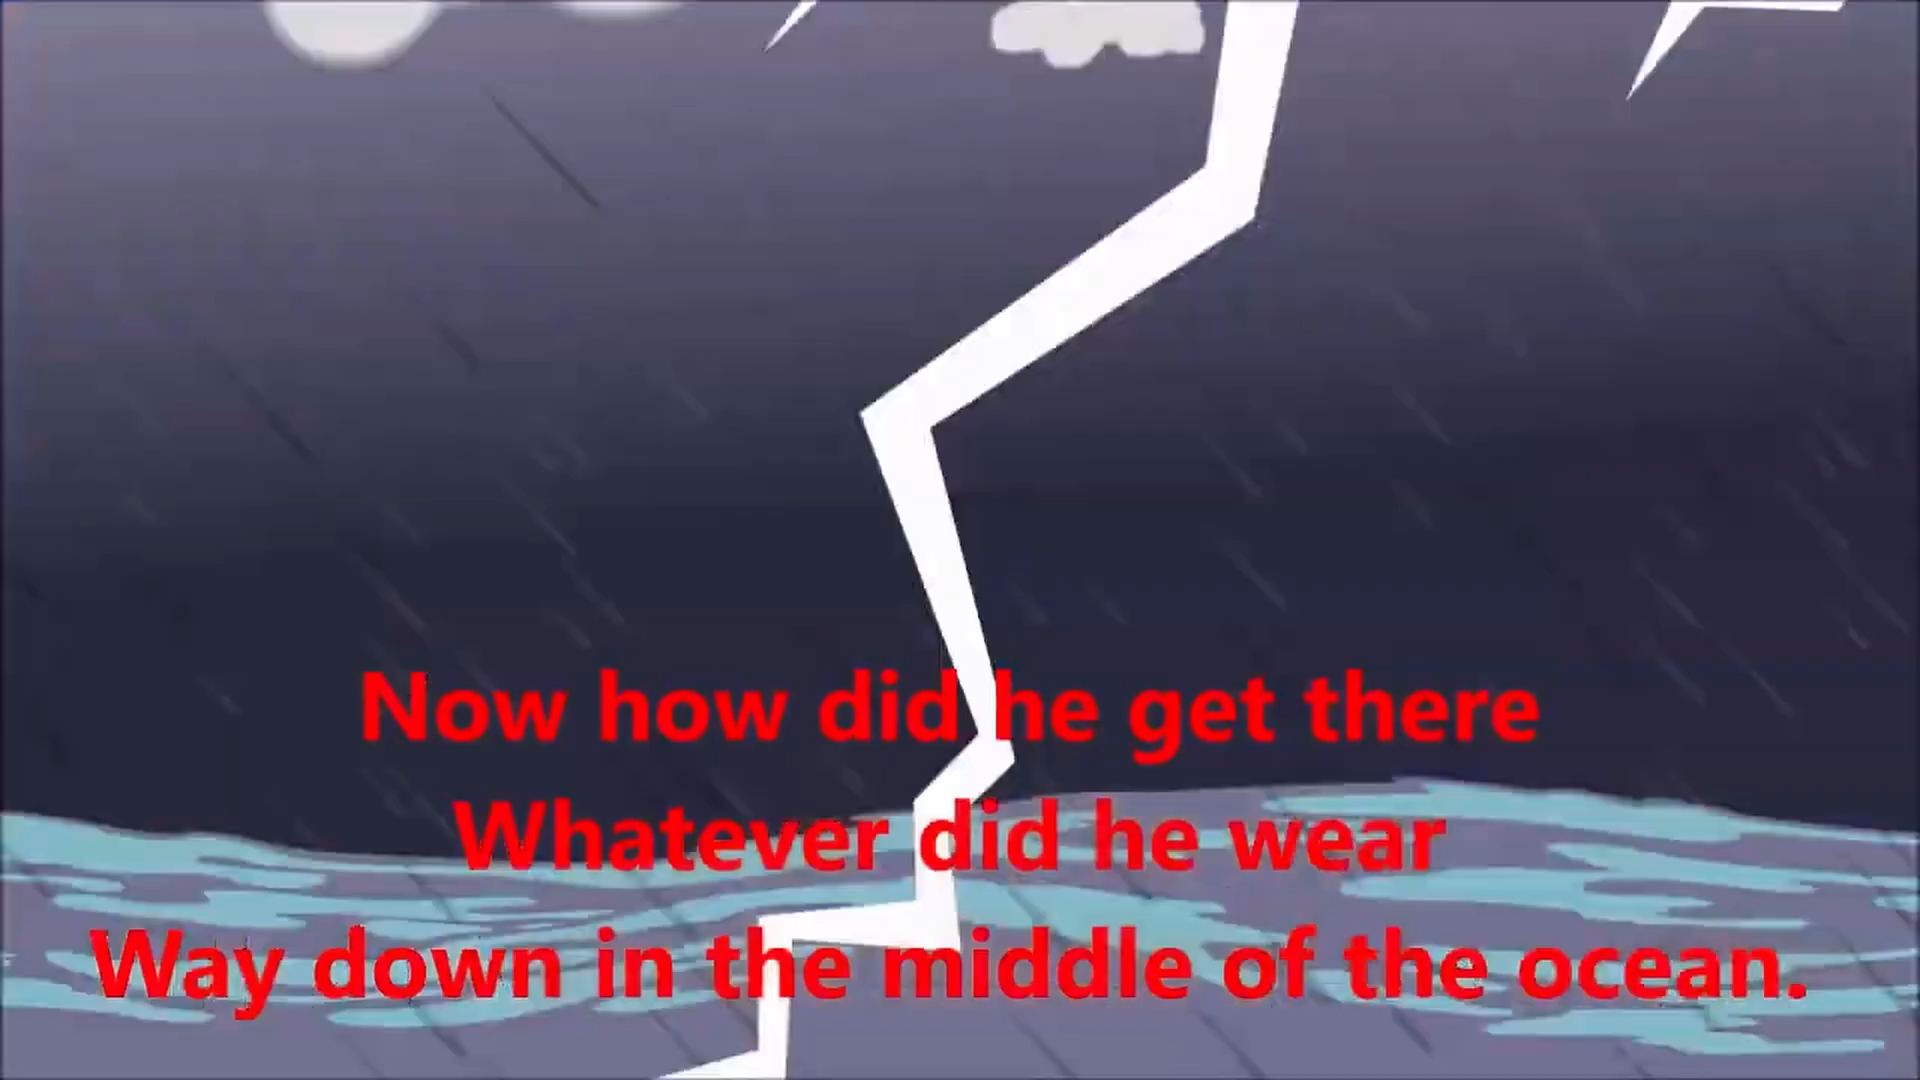 Now how did he get there
Whatever did he wear
Way down in the middle of the ocean.